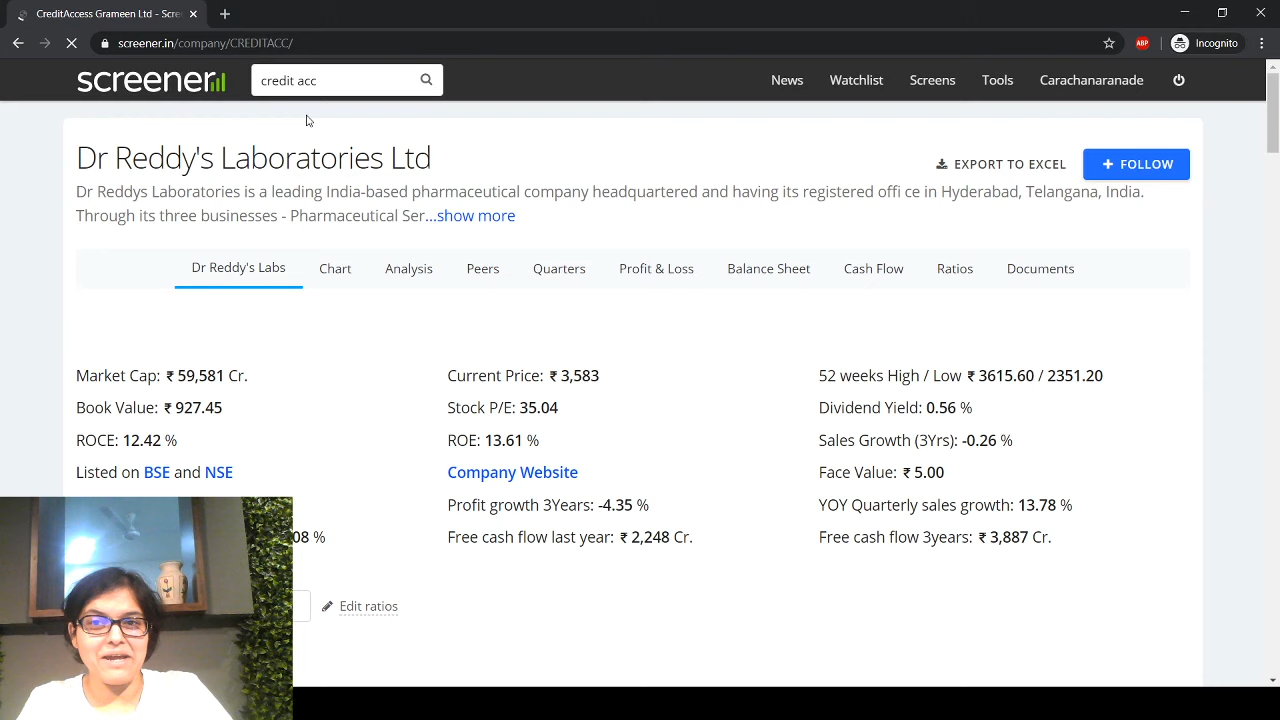 CreditAccess Grameen Ltd - Scre
screener.in/company/CREDITACC/
ABP
Incognito
screener
credit acc
News Watchlist Screens Tools Carachanaranade
Dr Reddy's Laboratories Ltd
EXPORT TO EXCEL
+ FOLLOW
Dr Reddys Laboratories is a leading India-based pharmaceutical company headquartered and having its registered offi ce in Hyderabad, Telangana, India.
Through its three businesses - Pharmaceutical Ser...show more
Dr Reddy's Labs Chart Analysis Peers Quarters Profit & Loss Balance Sheet Cash Flow Ratios Documents
Market Cap: ₹ 59,581 Cr. Current Price: ₹ 3,583 52 weeks High / Low ₹ 3615.60 / 2351.20
Book Value: ₹ 927.45 Stock P/E: 35.04 Dividend Yield: 0.56 %
ROCE: 12.42 % ROE: 13.61 % Sales Growth (3Yrs): -0.26 %
Listed on BSE and NSE Company Website Face Value: ₹ 5.00
Profit growth 3Years: -4.35 % YOY Quarterly sales growth: 13.78 %
08 % Free cash flow last year: ₹ 2,248 Cr. Free cash flow 3years: ₹ 3,887 Cr.
Edit ratios